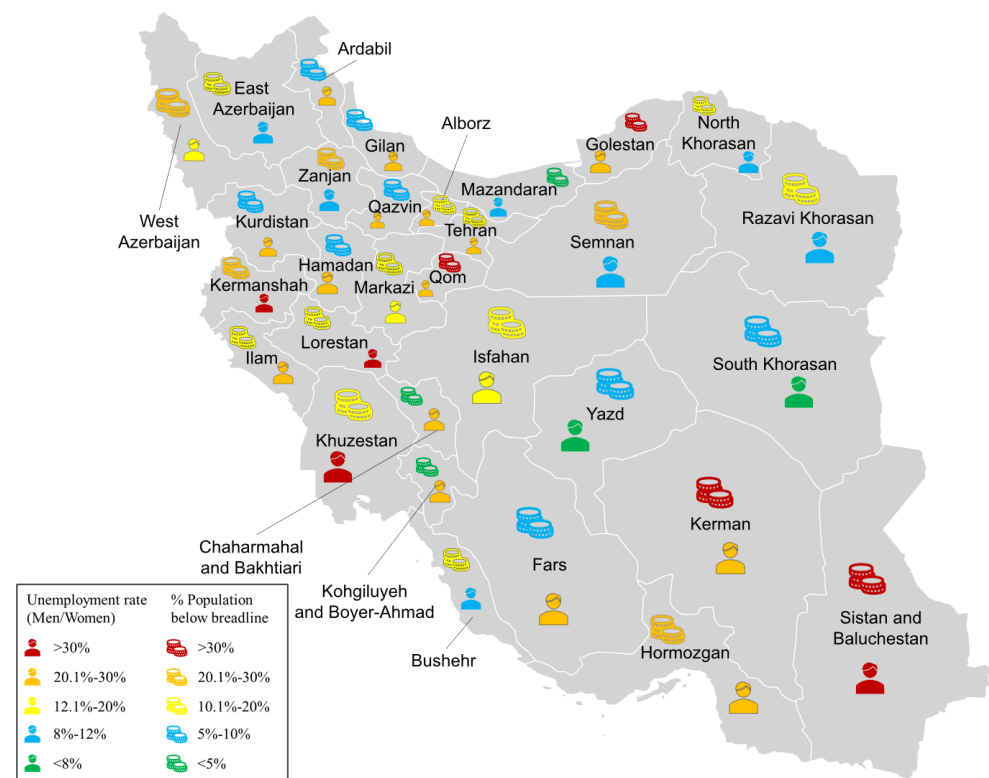 Ardabil
East
Azerbaijan
Alborz
North
Khorasan
Gilan
Golestan
Zanjan
Mazandaran
Qazvin
Razavi Khorasan
West
Azerbaijan
Kurdistan
Tehran
Semnan
Hamadan
Qom
Kermanshah
Markazi
Lorestan
Isfahan
Ilam
South Khorasan
Yazd
Khuzestan
Kerman
Chaharmahal
and Bakhtiari
Fars
Kohgiluyeh
and Boyer-Ahmad
Sistan and
Baluchestan
Hormozgan
Bushehr
Unemployment rate
(Men/Women)
% Population
below breadline
>30%
>30%
20.1%-30%
20.1%-30%
12.1%-20%
10.1%-20%
8%-12%
5%-10%
<8%
<5%